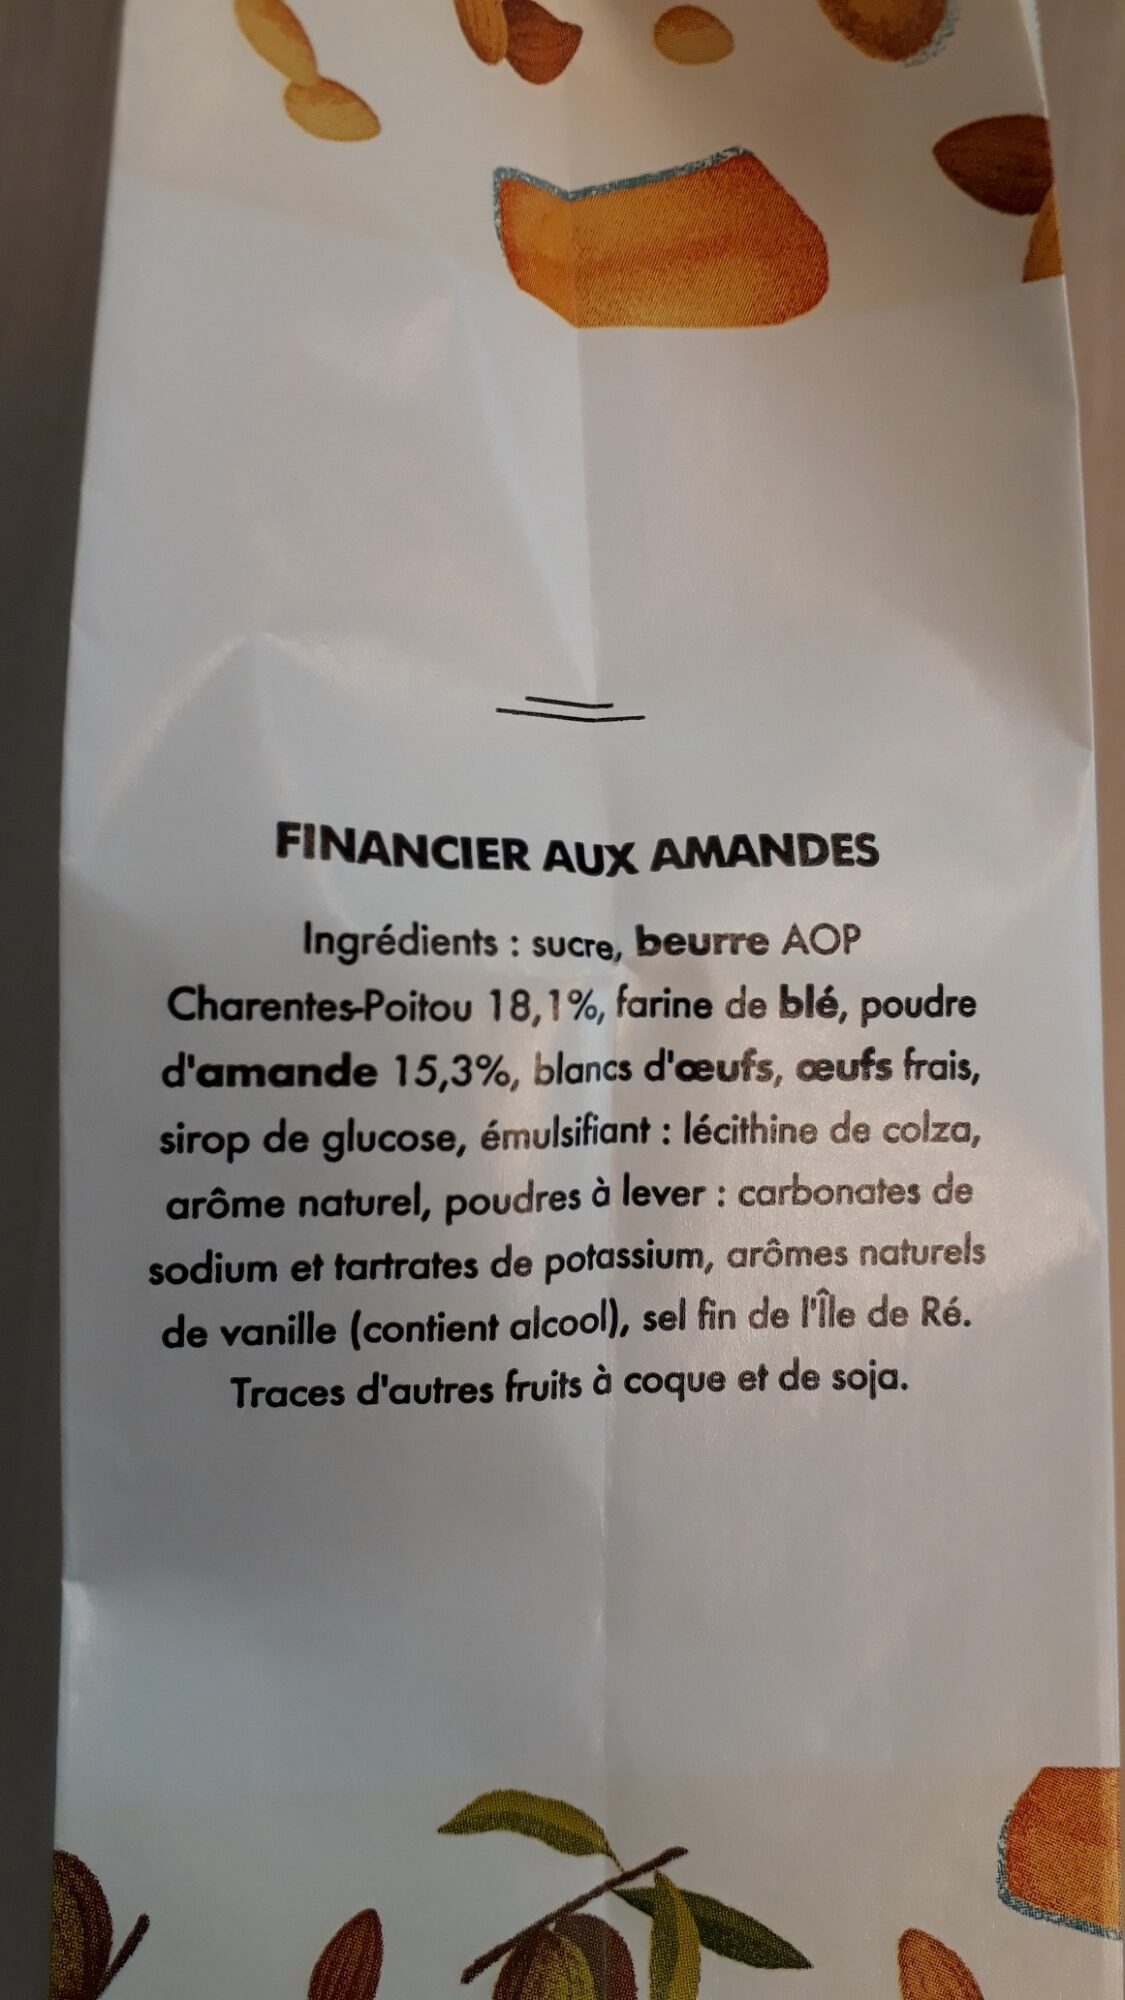 FINANCIER AUX AMANDES
Ingrédients : sucre, beurre AOP
Charentes-Poitou 18,1%, farine de blé, poudre
d'amande 15,3%, blancs d'œufs, œufs frais,
sirop de glucose, émulsifiant : lécithine de colza,
arôme naturel, poudres à lever : carbonates de
sodium et tartrates de potassium, arômes naturels
de vanille (contient alcool), sel fin de l'Île de Ré.
Traces d'autres fruits à coque et de soja.